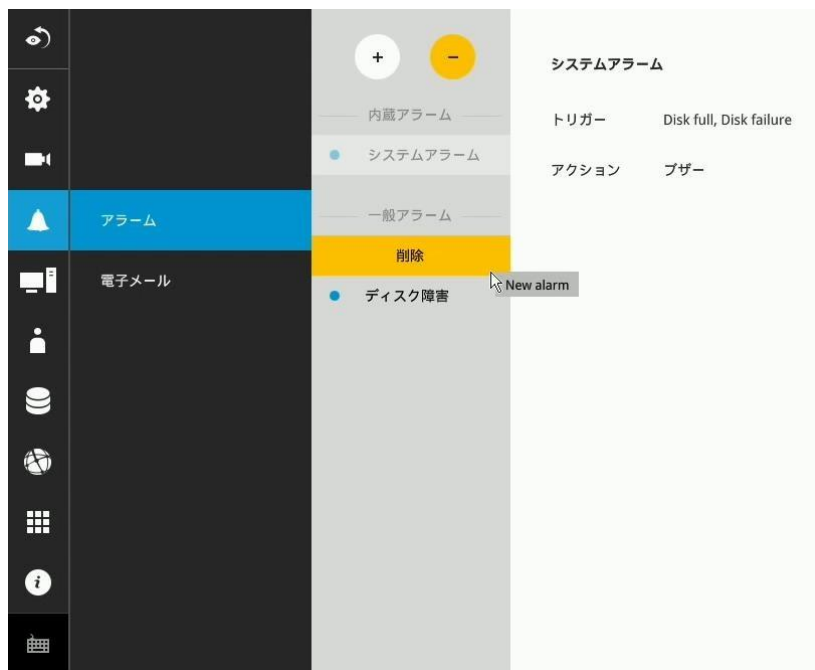 アラーム
電子メール
+
−
内蔵アラーム
システムアラーム
一般アラーム
削除
New alarm
ディスク障害
システムアラーム
トリガー Disk full, Disk failure
アクション ブザー